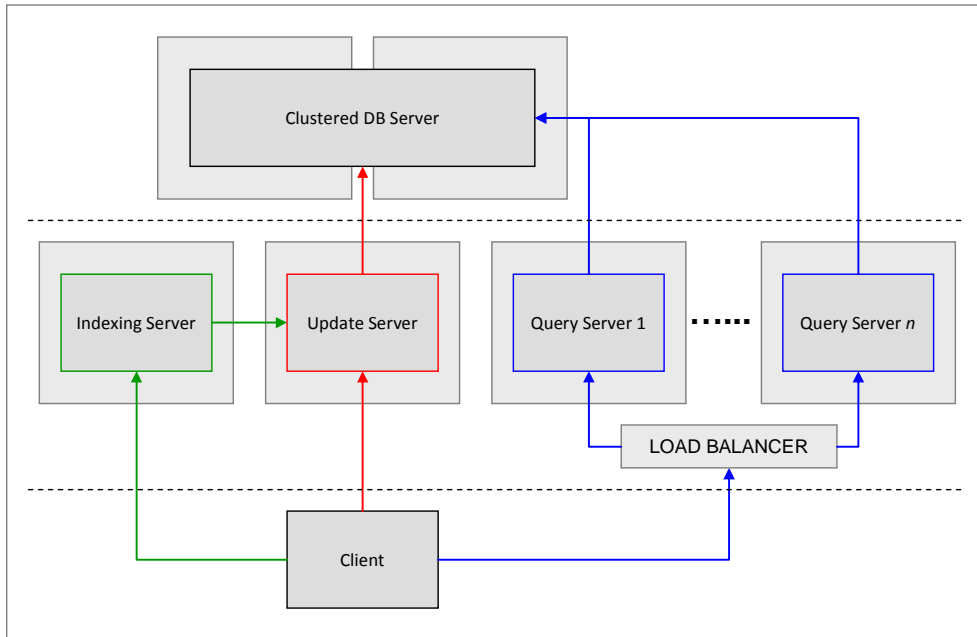 Clustered DB Server
Indexing Server
Update Server
Query Server 1
.......
Query Server n
LOAD BALANCER
Client